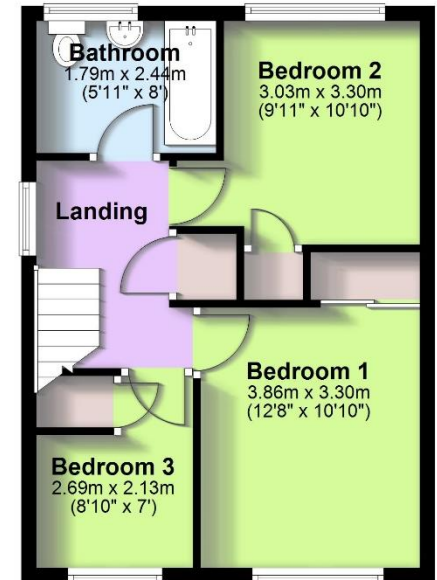 Bathroom
1.79m x 2.44m
(5'11" x 8')
Bedroom 2
3.03m x 3.30m
(9'11" x 10'10")
Landing
Bedroom 1
3.86m x 3.30m
(12'8" x 10'10")
Bedroom 3
2.69m x 2.13m
(8'10" x 7')